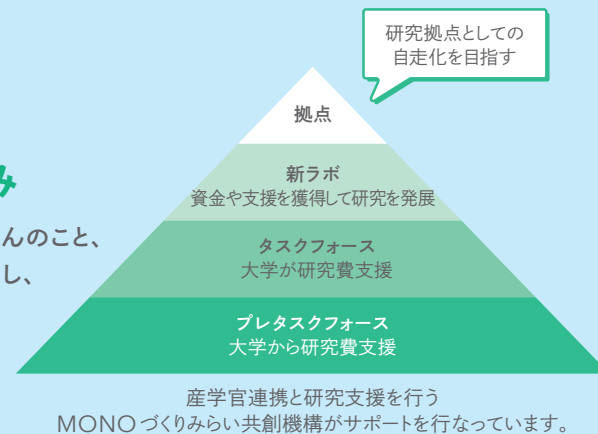 研究拠点としての
自走化を目指す
拠点
新ラボ
資金や支援を獲得して研究を発展
み
んのこと、
し、
タスクフォース
大学が研究費支援
プレタスクフォース
大学から研究費支援
産学官連携と研究支援を行う
MONOづくりみらい共創機構がサポートを行なっています。